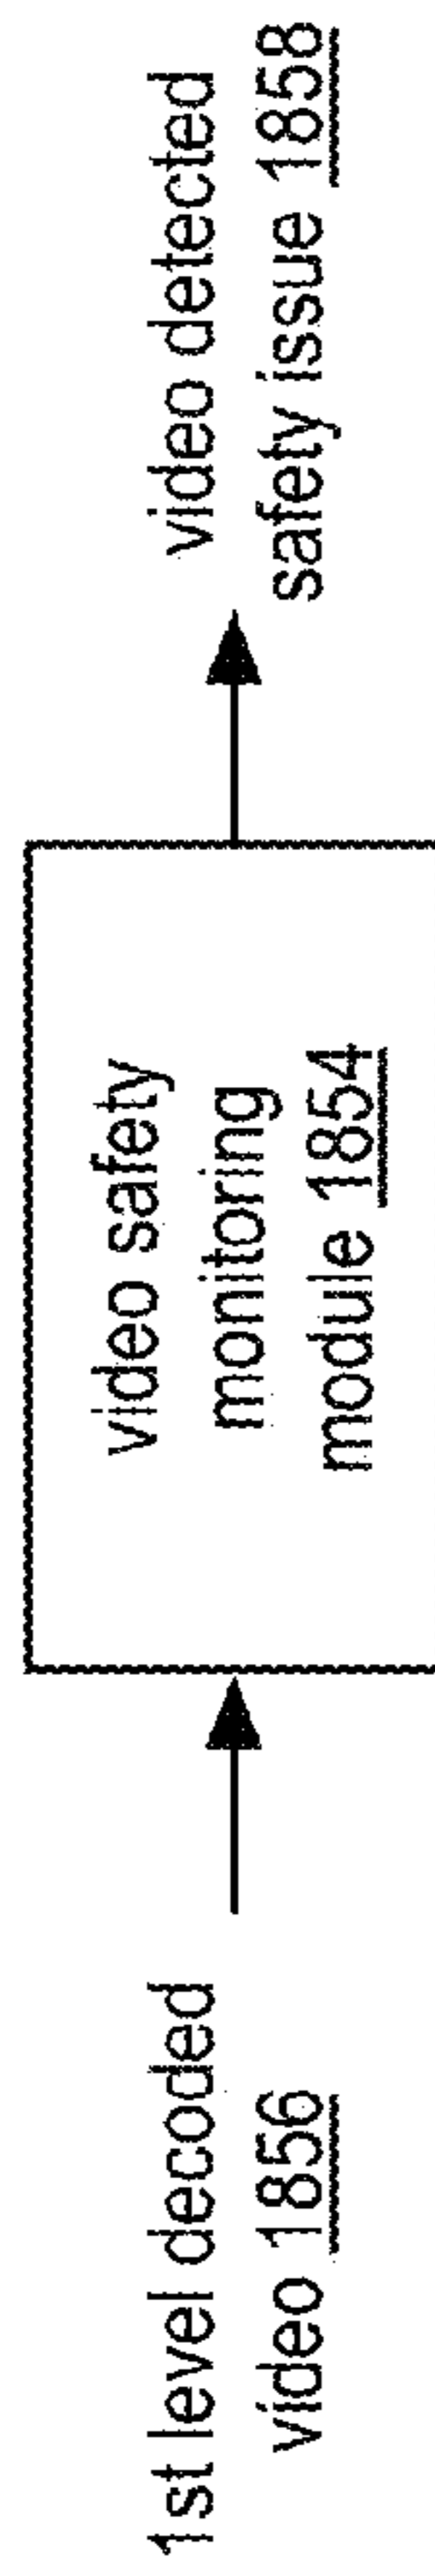 1st level decoded
video 1856
video safety
monitoring
module 1854
video detected
safety issue 1858